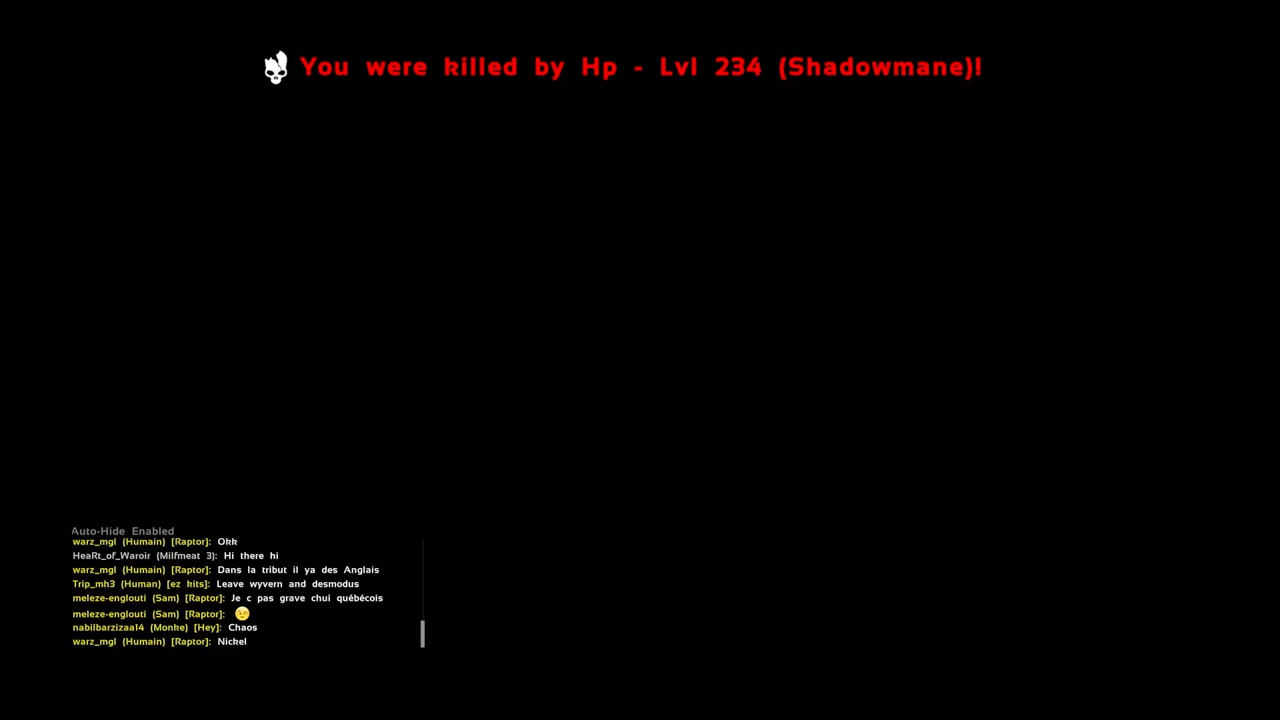 You were killed by Hp - Lvl 234 (Shadowmane)!
Auto-Hide Enabled
warz_mgl (Humain) [Raptor]: Okk
HeaRt_of_Waroir (Milfmeat 3): Hi there hi
warz_mgl (Humain) [Raptor]: Dans la tribut il ya des Anglais
Trip_mh3 (Human) [ez kits]: Leave wyvern and desmodus
meleze-englouti (Sam) [Raptor]: Je c pas grave chui québécois
meleze-englouti (Sam) [Raptor]: 🤨
nabilbarzizaa14 (Monke) [Hey]: Chaos
warz_mgl (Humain) [Raptor]: Nickel